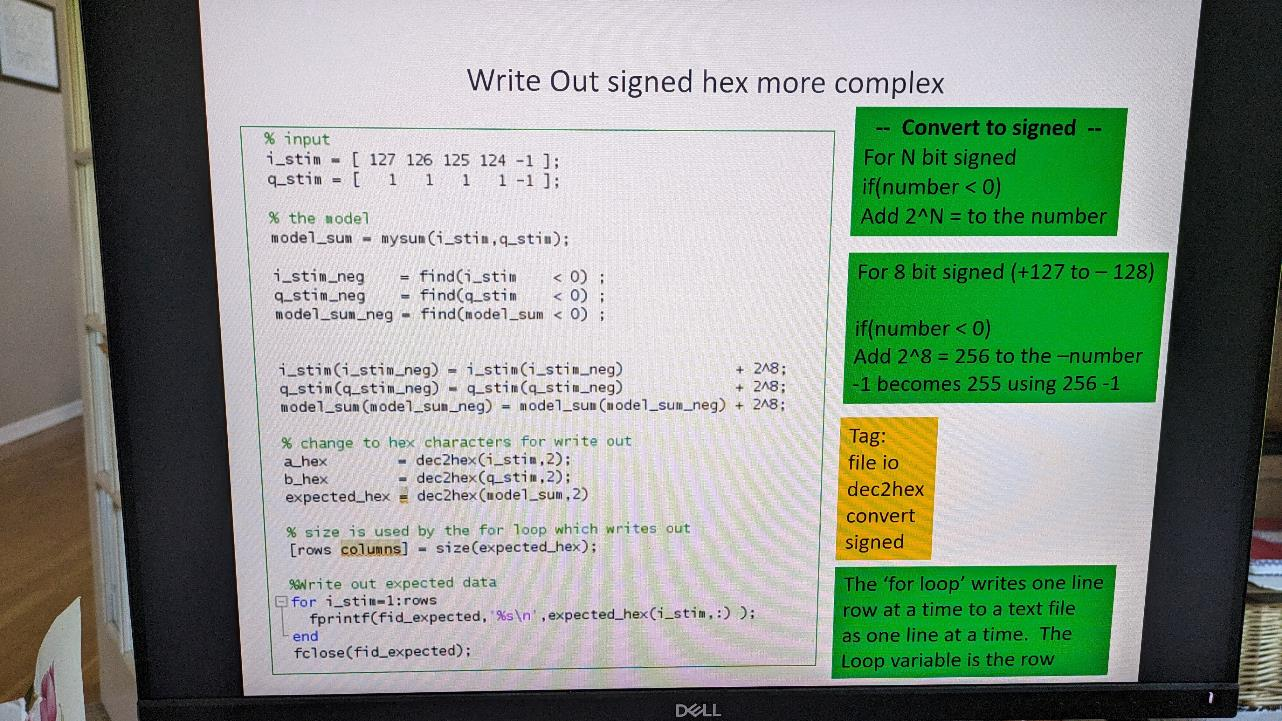 Write Out signed hex more complex
% input
i_stim = [ 127 126 125 124 -1 ];
q_stim = [ 1 1 1 1 -1 ];
% the model
model_sum = mysum(i_stim,q_stim);
i_stim_neg = find(i_stim < 0) ;
q_stim_neg = find(q_stim < 0) ;
model_sum_neg = find(model_sum < 0) ;
i_stim(i_stim_neg) = i_stim(i_stim_neg) + 2^8;
q_stim(q_stim_neg) = q_stim(q_stim_neg) + 2^8;
model_sum(model_sum_neg) = model_sum(model_sum_neg) + 2^8;
% change to hex characters for write out
a_hex = dec2hex(i_stim,2);
b_hex = dec2hex(q_stim,2);
expected_hex = dec2hex(model_sum,2)
% size is used by the for loop which writes out
[rows columns] = size(expected_hex);
%Write out expected data
for i_stim=1:rows
fprintf(fid_expected,'%s\n',expected_hex(i_stim,:) );
end
fclose(fid_expected);
-- Convert to signed --
For N bit signed
if(number < 0)
Add 2^N = to the number
For 8 bit signed (+127 to – 128)
if(number < 0)
Add 2^8 = 256 to the –number
-1 becomes 255 using 256 -1
Tag:
file io
dec2hex
convert
signed
The ‘for loop’ writes one line
row at a time to a text file
as one line at a time. The
Loop variable is the row
DELL